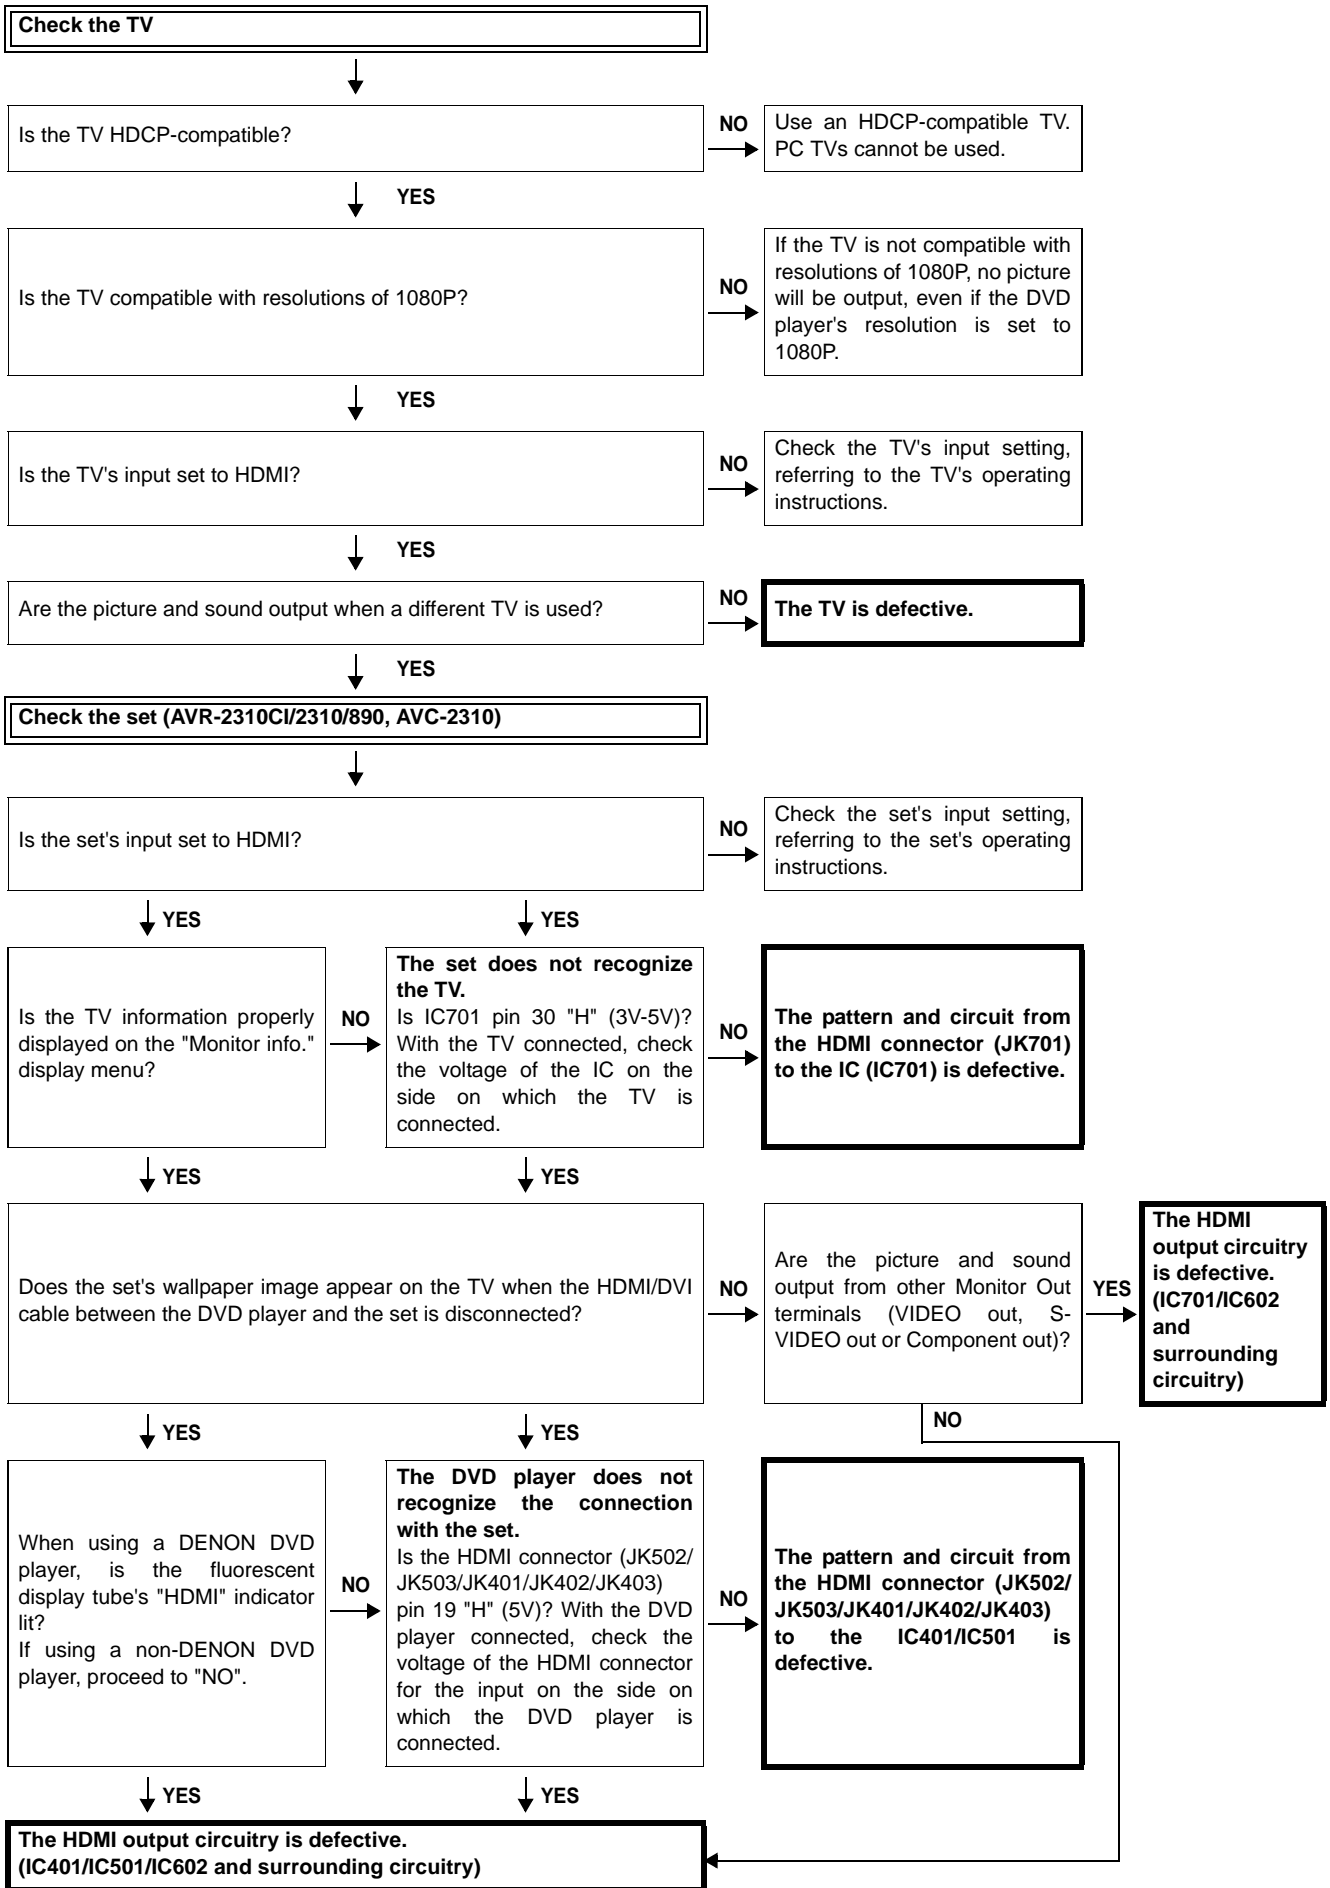 Check the TV
Is the TV HDCP-compatible?
NO
Use an HDCP-compatible TV.
PC TVs cannot be used.
YES
Is the TV compatible with resolutions of 1080P?
NO
If the TV is not compatible with
resolutions of 1080P, no picture
will be output, even if the DVD
player's resolution is set to
1080P.
YES
Is the TV's input set to HDMI?
NO
Check the TV's input setting,
referring to the TV's operating
instructions.
YES
Are the picture and sound output when a different TV is used?
NO
The TV is defective.
YES
Check the set (AVR-2310CI/2310/890, AVC-2310)
Is the set's input set to HDMI?
NO
Check the set's input setting,
referring to the set's operating
instructions.
YES
YES
Is the TV information properly
displayed on the "Monitor info."
display menu?
NO
The set does not recognize
the TV.
Is IC701 pin 30 "H" (3V-5V)?
With the TV connected, check
the voltage of the IC on the
side on which the TV is
connected.
NO
The pattern and circuit from
the HDMI connector (JK701)
to the IC (IC701) is defective.
YES
YES
Does the set's wallpaper image appear on the TV when the HDMI/DVI
cable between the DVD player and the set is disconnected?
NO
Are the picture and sound
output from other Monitor Out
terminals (VIDEO out, S-
VIDEO out or Component out)?
YES
The HDMI
output circuitry
is defective.
(IC701/IC602
and
surrounding
circuitry)
YES
YES
NO
When using a DENON DVD
player, is the fluorescent
display tube's "HDMI" indicator
lit?
If using a non-DENON DVD
player, proceed to "NO".
NO
The DVD player does not
recognize the connection
with the set.
Is the HDMI connector (JK502/
JK503/JK401/JK402/JK403)
pin 19 "H" (5V)? With the DVD
player connected, check the
voltage of the HDMI connector
for the input on the side on
which the DVD player is
connected.
NO
The pattern and circuit from
the HDMI connector (JK502/
JK503/JK401/JK402/JK403)
to the IC401/IC501 is
defective.
YES
YES
The HDMI output circuitry is defective.
(IC401/IC501/IC602 and surrounding circuitry)